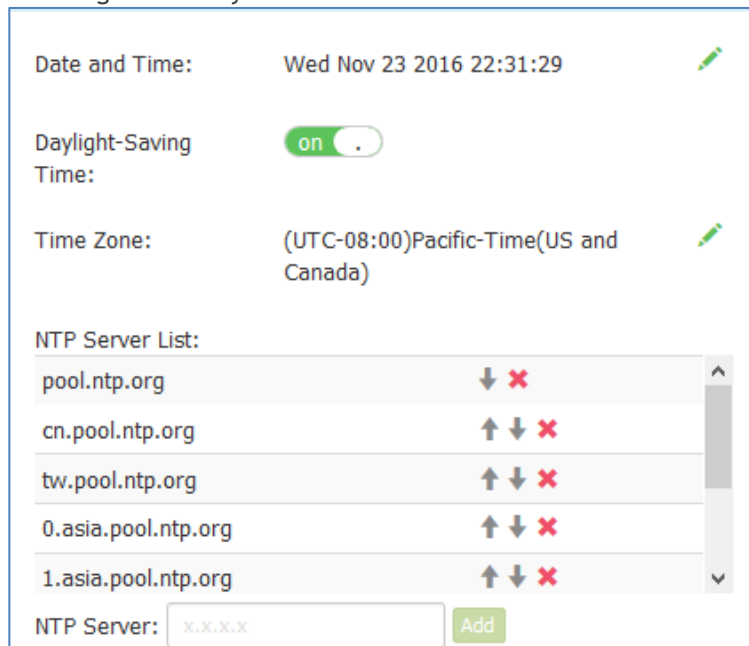 Date and Time: Wed Nov 23 2016 22:31:29
Daylight-Saving
Time:
on .
Time Zone: (UTC-08:00)Pacific-Time(US and
Canada)
NTP Server List:
pool.ntp.org
cn.pool.ntp.org
tw.pool.ntp.org
0.asia.pool.ntp.org
1.asia.pool.ntp.org
NTP Server: x.x.x.x Add